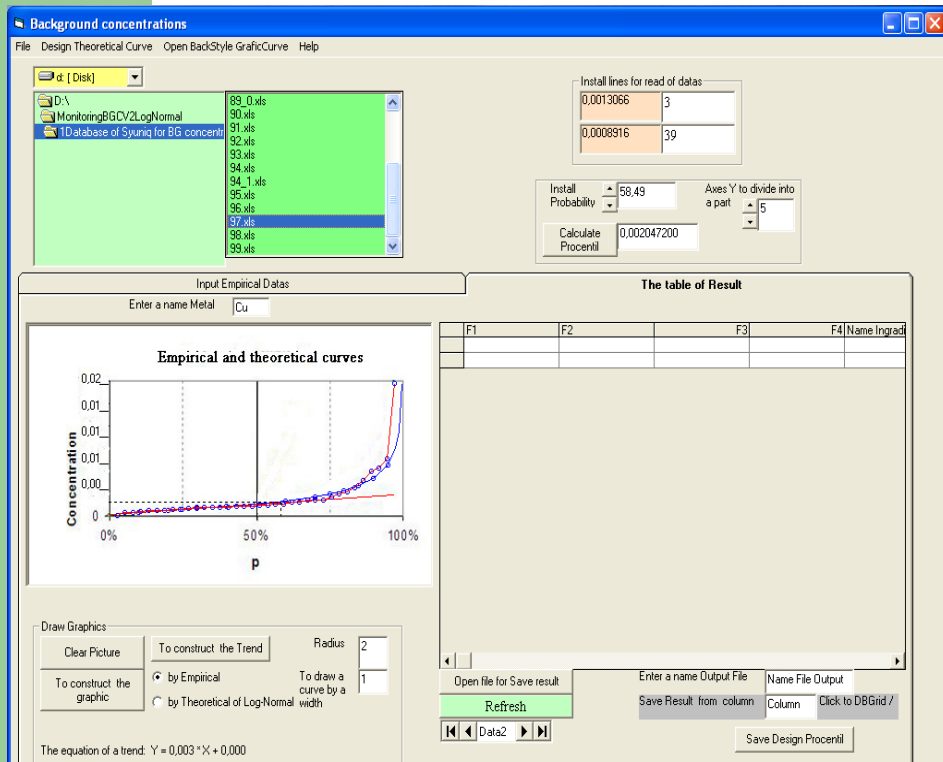 Background concentrations
File Design Theoretical Curve Open BackStyle GraficCurve Help
d: [ Disk]
D:\
MonitoringBGCV2LogNormal
1Database of Syuniq for BG concentr
89_0.xls
90.xls
91.xls
92.xls
93.xls
94.xls
94_1.xls
95.xls
96.xls
97.xls
98.xls
99.xls
Install lines for read of datas
0,0013066 3
0,0008916 39
Install Probability 58,49
Axes Y to divide into a part 5
Calculate Procentil 0,002047200
Input Empirical Datas
The table of Result
Enter a name Metal Cu
Empirical and theoretical curves
Concentration
0,02
0,01
0,01
0,01
0,00
0
0% 50% 100%
p
F1 F2 F3 F4 Name Ingradi
Draw Graphics
Clear Picture
To construct the Trend
Radius 2
To construct the graphic
by Empirical
by Theoretical of Log-Normal
To draw a curve by a width 1
The equation of a trend: Y = 0,003 *X + 0,000
Open file for Save result
Refresh
Data2
Enter a name Output File Name File Output
Save Result from column Column Click to DBGrid /
Save Design Procentil